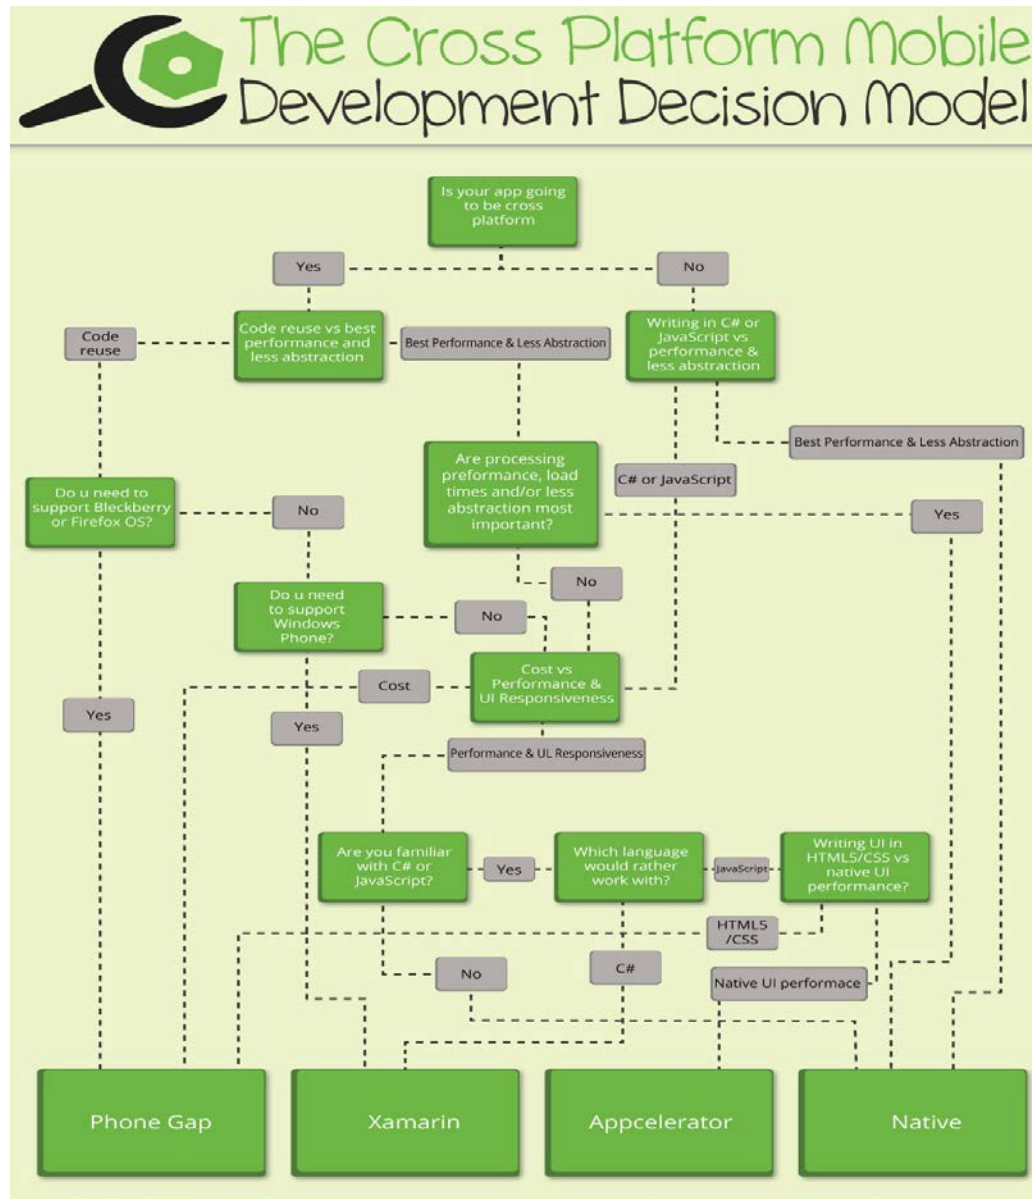 The Cross Platform Mobile
Development Decision Model
Is your app going
to be cross
platform
Yes
No
Code
reuse
Code reuse vs best
performance and
less abstraction
Best Performance & Less Abstraction
Writing in C# or
JavaScript vs
performance &
less abstraction
Best Performance & Less Abstraction
Are processing
preformance, load
times and/or less
abstraction most
important?
C# or JavaScript
Do u need to
support Bleckberry
or Firefox OS?
No
Yes
No
Do u need
to support
Windows
Phone?
No
Cost vs
Performance &
UI Responsiveness
Cost
Yes
Yes
Performance & UL Responsiveness
Are you familiar
with C# or
JavaScript?
Yes
Which language
would rather
work with?
JavaScript
Writing UI in
HTML5/CSS vs
native UI
performance?
HTML5
/CSS
No
C#
Native UI performace
Phone Gap
Xamarin
Appcelerator
Native